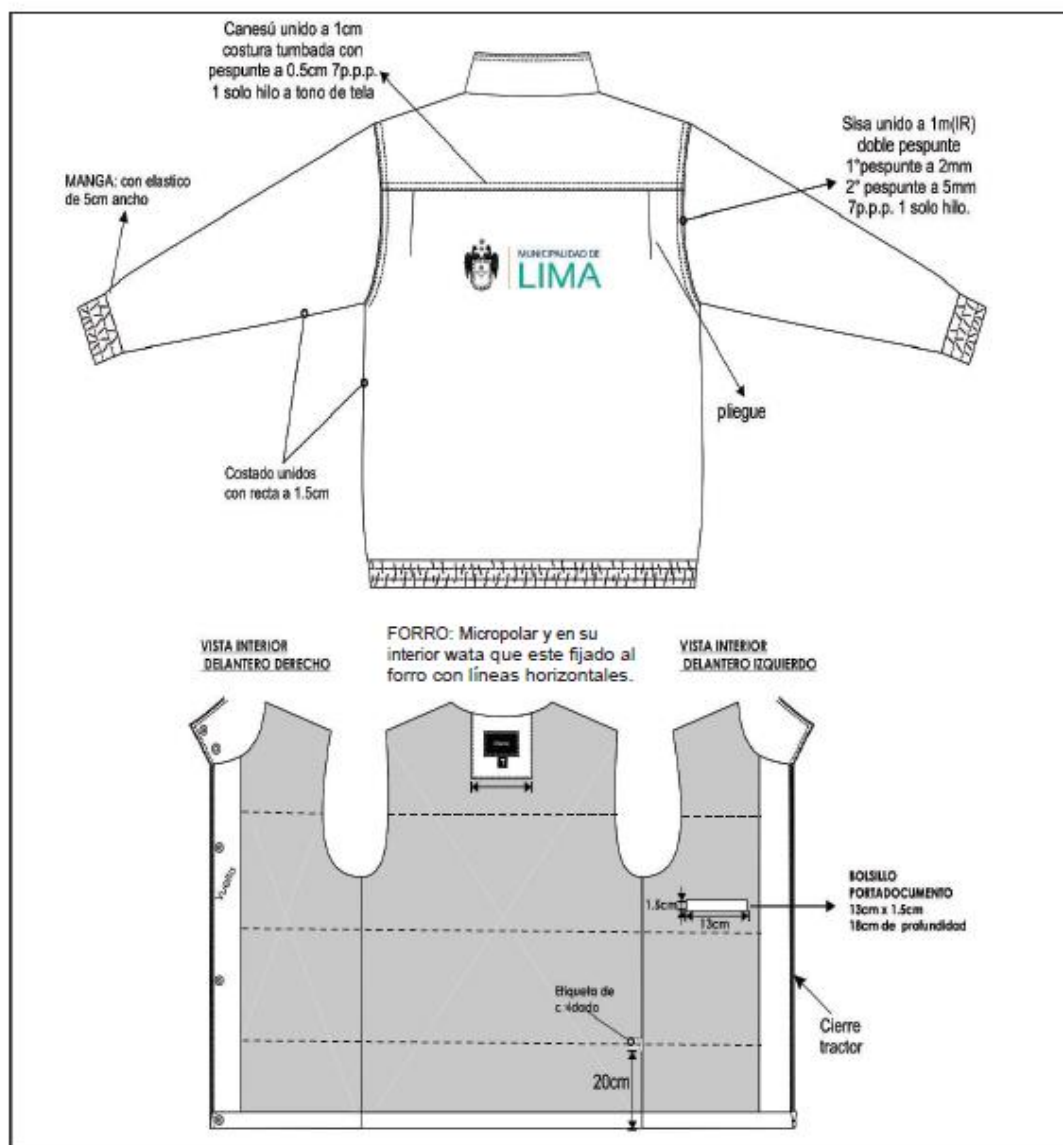 Canesú unido a 1cm
costura tumbada con
pespunte a 0.5cm 7p.p.p.
1 solo hilo a tono de tela
Sisa unido a 1m(IR)
doble pespunte
1°pespunte a 2mm
2° pespunte a 5mm
7p.p.p. 1 solo hilo.
MANGA: con elastico
de 5cm ancho
MUNICIPALIDAD DE
LIMA
pliegue
Costado unidos
con recta a 1.5cm
VISTA INTERIOR
DELANTERO DERECHO
FORRO: Micropolar y en su
interior wata que este fijado al
forro con líneas horizontales.
VISTA INTERIOR
DELANTERO IZQUIERDO
Vuelta
1.5cm
13cm
BOLSILLO
PORTADOCUMENTO
13cm x 1.5cm
18cm de profundidad
Etiqueta de
Cierre
tractor
20cm